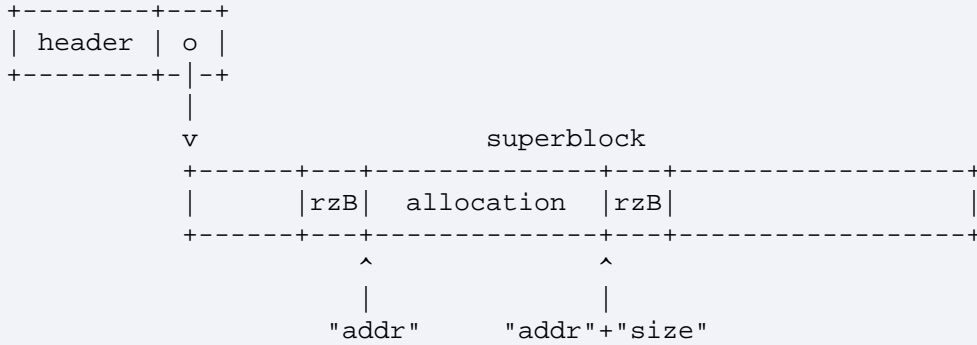 +--------+---+
| header | o |
+--------+-|-+
           |
           v                  superblock
           +------+---+--------------+---+------------------+
           |      |rzB|  allocation  |rzB|                  |
           +------+---+--------------+---+------------------+
                      ^              ^
                      |              |
                    "addr"     "addr"+"size"